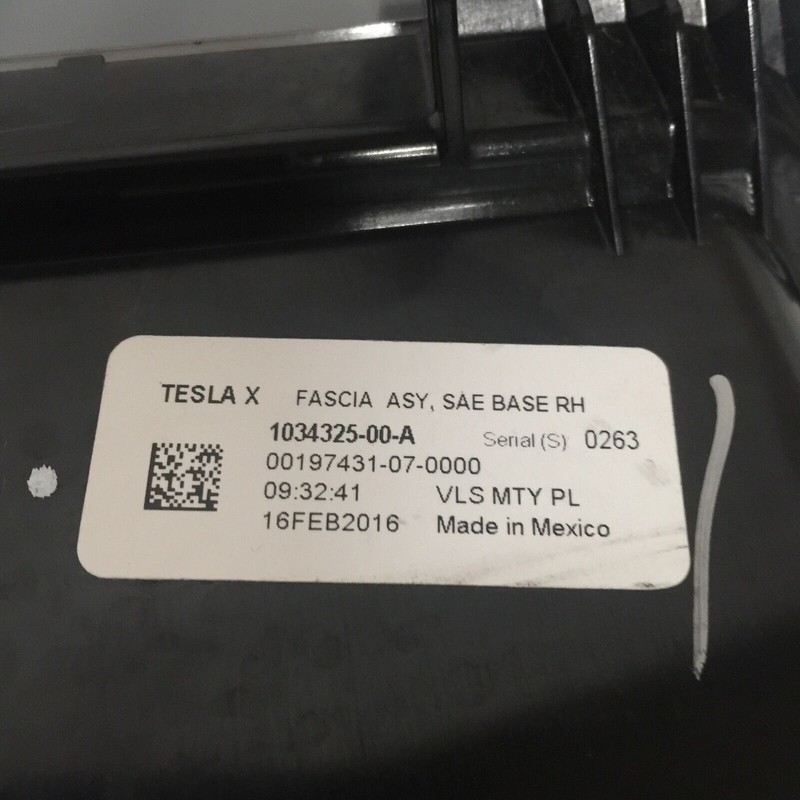 TESLA X FASCIA ASY, SAE BASE RH
1034325-00-A Serial (S) 0263
00197431-07-0000
09:32:41 VLS MTY PL
16FEB2016 Made in Mexico